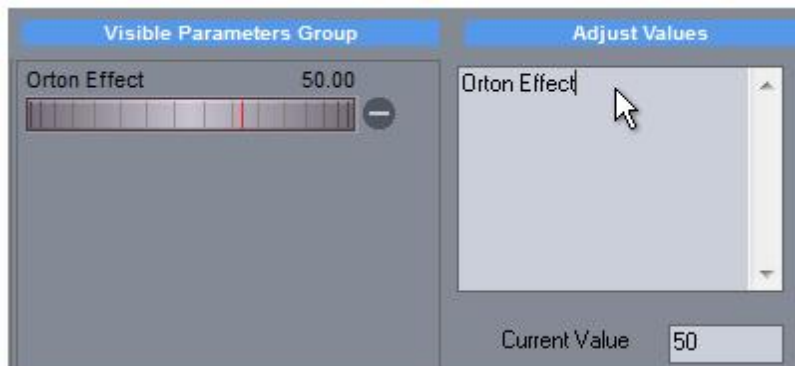 Visible Parameters Group
Adjust Values
Orton Effect 50.00
Orton Effect
Current Value 50